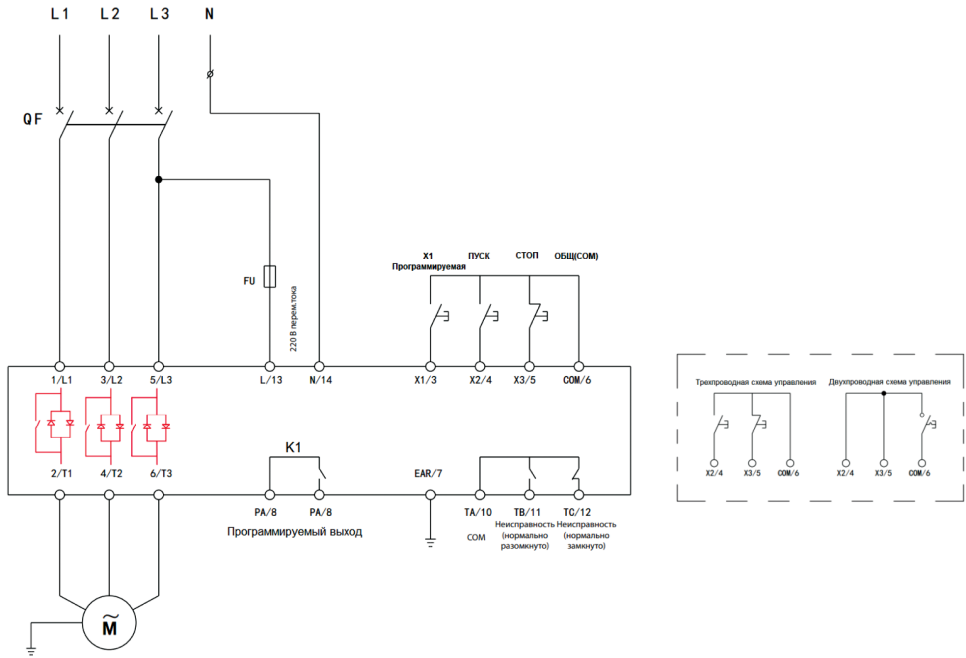 L1 L2 L3 N
QF
FU
220 В перем.тока
X1 ПУСК СТОП ОБЩ(COM)
Программируемая
1/L1 3/L2 5/L3 L/13 N/14 X1/3 X2/4 X3/5 COM/6
K1
2/T1 4/T2 6/T3 EAR/7
PA/8 PA/8 TA/10 TB/11 TC/12
Программируемый выход
COM
Неисправность
(нормально
разомкнуто)
Неисправность
(нормально
замкнуто)
~
M
Трехпроводная схема управления
Двухпроводная схема управления
X2/4 X3/5 COM/6
X2/4 X3/5 COM/6